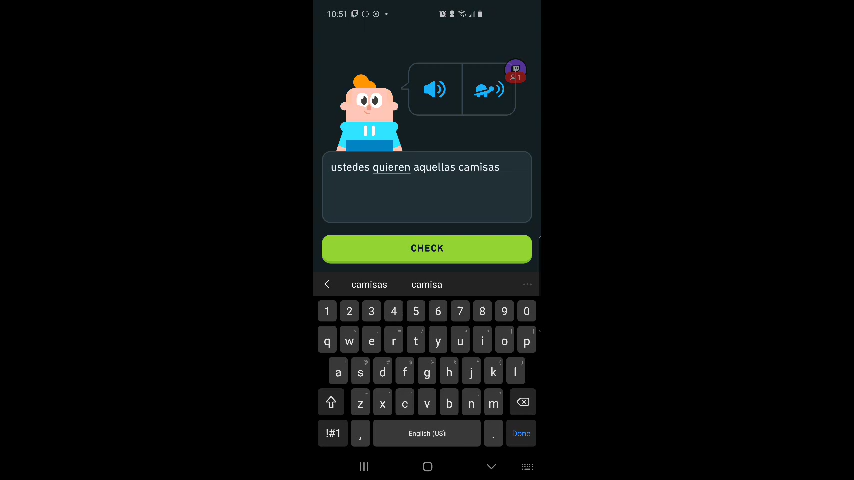 10.51
1
ustedes quieren aquellas camisas
CHECK
camisas camisa
1 2 3 4 5 6 7 8 9 0
q w e r t y u i o p
a s d f g h j k l
z x c v b n m
!#1 , English (US) . Done